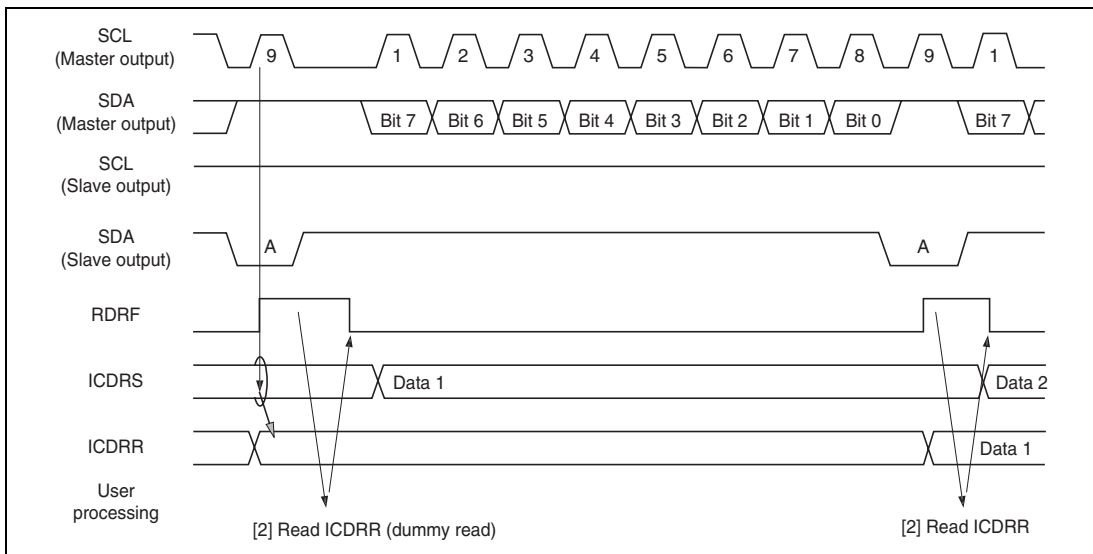 SCL
(Master output)
9 1 2 3 4 5 6 7 8 9 1
SDA
(Master output)
Bit 7 Bit 6 Bit 5 Bit 4 Bit 3 Bit 2 Bit 1 Bit 0 Bit 7
SCL
(Slave output)
SDA
(Slave output)
A A
RDRF
ICDRS
Data 1 Data 2
ICDRR
Data 1
User
processing
[2] Read ICDRR (dummy read) [2] Read ICDRR